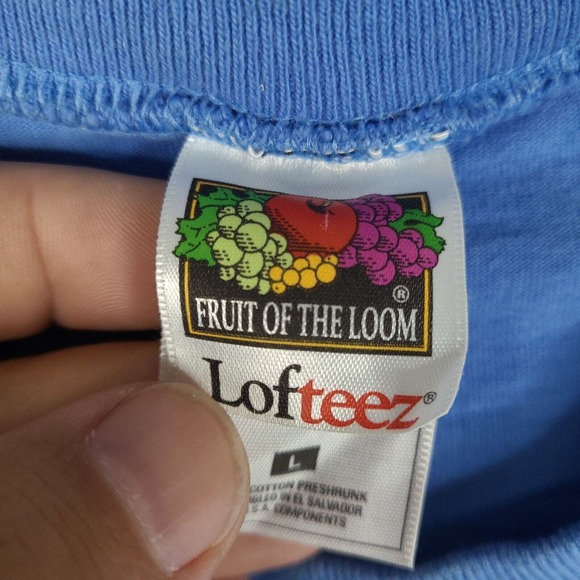 ®
FRUIT OF THE LOOM
Lofteez®
L
COTTON PRESHRUNK
IN EL SALVADOR
COMPONENTS